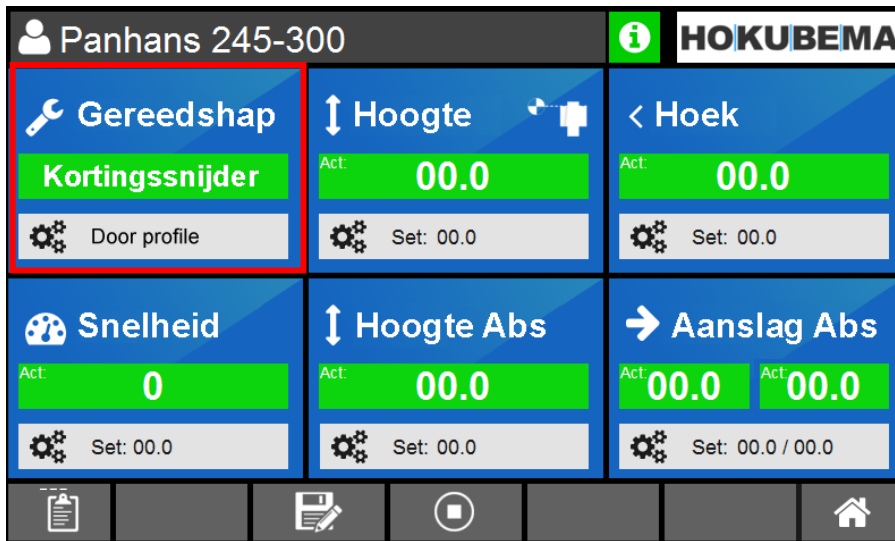 Panhans 245-300
HOKUBEMA
Gereedshap
Kortingssnijder
Door profile
Hoogte
Act:
00.0
Set: 00.0
< Hoek
Act:
00.0
Set: 00.0
Snelheid
Act:
0
Set: 00.0
Hoogte Abs
Act:
00.0
Set: 00.0
Aanslag Abs
Act:
00.0
Act:
00.0
Set: 00.0 / 00.0